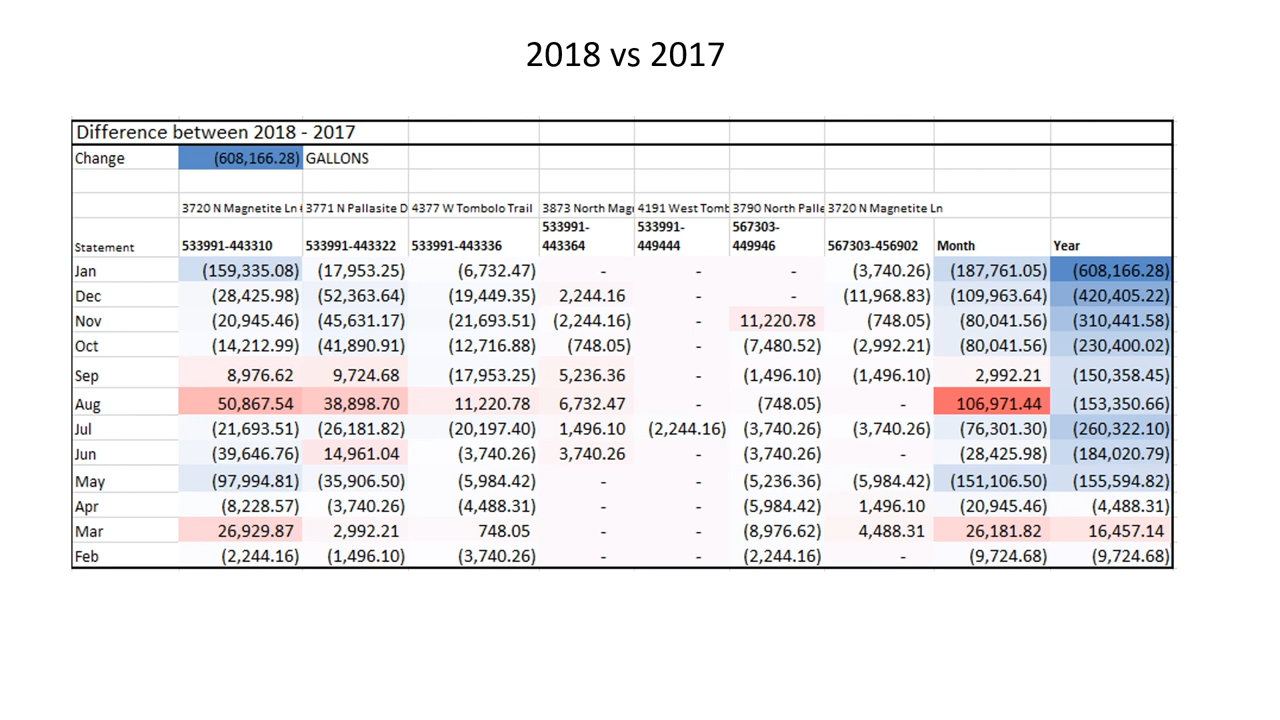 2018 vs 2017
Difference between 2018 - 2017
Change (608,166.28) GALLONS
3720 N Magnetite Ln 3771 N Pallasite D 4377 W Tombolo Trail 3873 North Mag 4191 West Tomb 3790 North Palle 3720 N Magnetite Ln
Statement 533991-443310 533991-443322 533991-443336 533991-443364 533991-449444 567303-449946 567303-456902 Month Year
Jan (159,335.08) (17,953.25) (6,732.47) - - - (3,740.26) (187,761.05) (608,166.28)
Dec (28,425.98) (52,363.64) (19,449.35) 2,244.16 - - (11,968.83) (109,963.64) (420,405.22)
Nov (20,945.46) (45,631.17) (21,693.51) (2,244.16) - 11,220.78 (748.05) (80,041.56) (310,441.58)
Oct (14,212.99) (41,890.91) (12,716.88) (748.05) - (7,480.52) (2,992.21) (80,041.56) (230,400.02)
Sep 8,976.62 9,724.68 (17,953.25) 5,236.36 - (1,496.10) (1,496.10) 2,992.21 (150,358.45)
Aug 50,867.54 38,898.70 11,220.78 6,732.47 - (748.05) - 106,971.44 (153,350.66)
Jul (21,693.51) (26,181.82) (20,197.40) 1,496.10 (2,244.16) (3,740.26) (3,740.26) (76,301.30) (260,322.10)
Jun (39,646.76) 14,961.04 (3,740.26) 3,740.26 - (3,740.26) - (28,425.98) (184,020.79)
May (97,994.81) (35,906.50) (5,984.42) - - (5,236.36) (5,984.42) (151,106.50) (155,594.82)
Apr (8,228.57) (3,740.26) (4,488.31) - - (5,984.42) 1,496.10 (20,945.46) (4,488.31)
Mar 26,929.87 2,992.21 748.05 - - (8,976.62) 4,488.31 26,181.82 16,457.14
Feb (2,244.16) (1,496.10) (3,740.26) - - (2,244.16) - (9,724.68) (9,724.68)